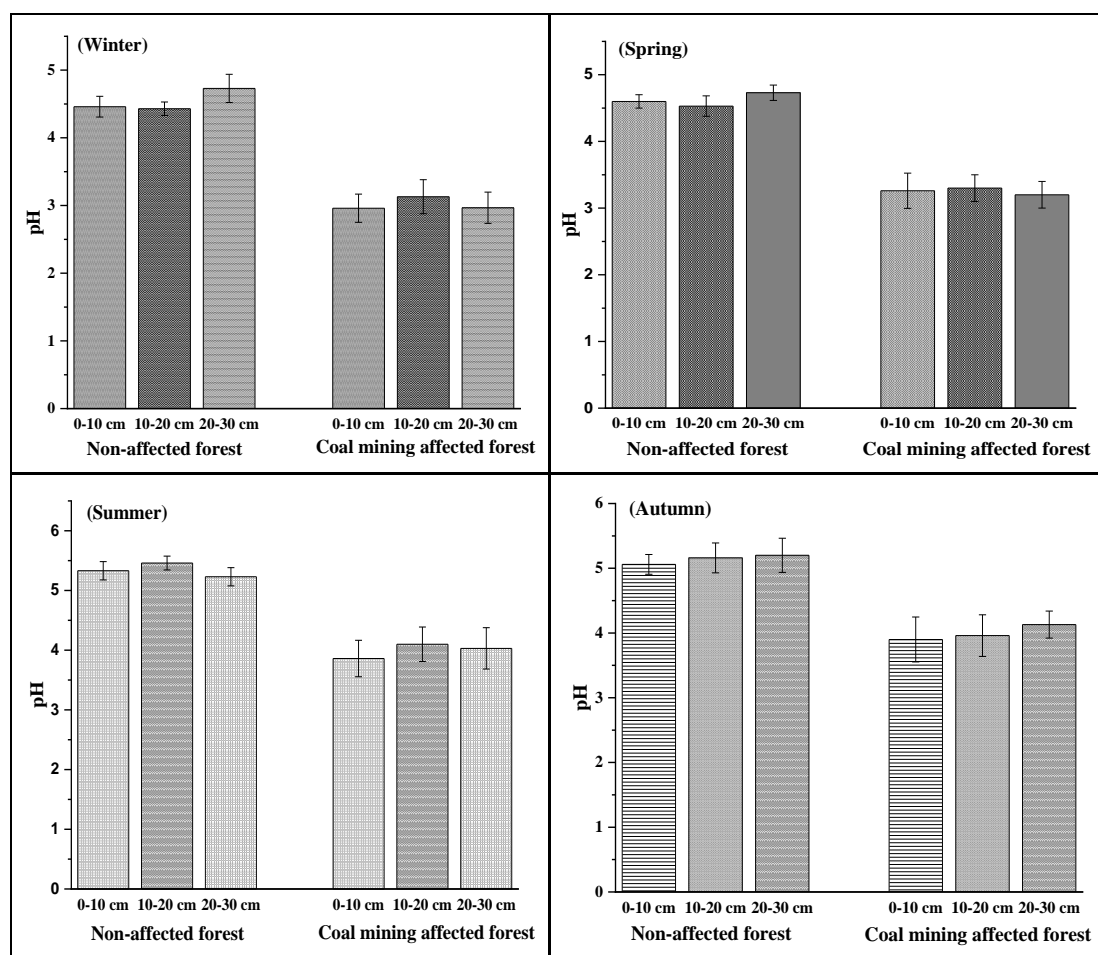 (Winter)
5
4
3
2
1
0
pH
0-10 cm 10-20 cm 20-30 cm 0-10 cm 10-20 cm 20-30 cm
Non-affected forest Coal mining affected forest
(Spring)
5
4
3
2
1
0
pH
0-10 cm 10-20 cm 20-30 cm 0-10 cm 10-20 cm 20-30 cm
Non-affected forest Coal mining affected forest
(Summer)
6
5
4
3
2
1
0
pH
0-10 cm 10-20 cm 20-30 cm 0-10 cm 10-20 cm 20-30 cm
Non-affected forest Coal mining affected forest
(Autumn)
6
5
4
3
2
1
0
pH
0-10 cm 10-20 cm 20-30 cm 0-10 cm 10-20 cm 20-30 cm
Non-affected forest Coal mining affected forest